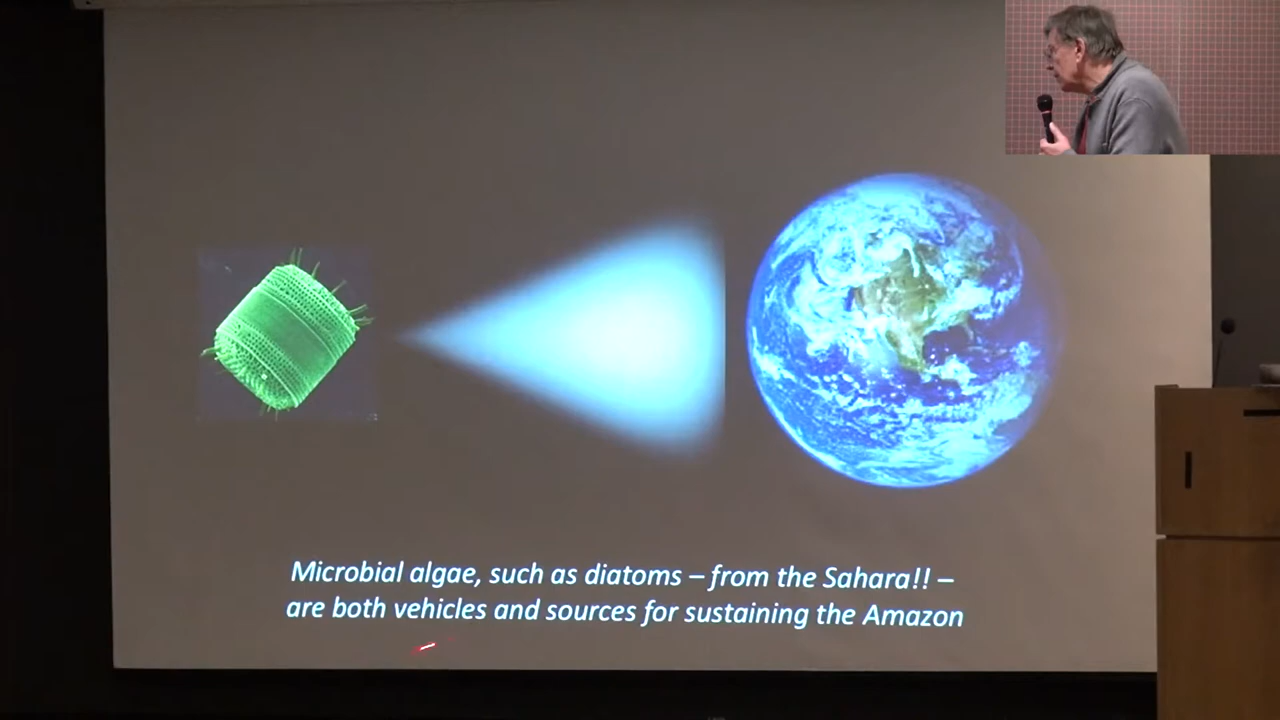 Microbial algae, such as diatoms – from the Sahara!! –
are both vehicles and sources for sustaining the Amazon